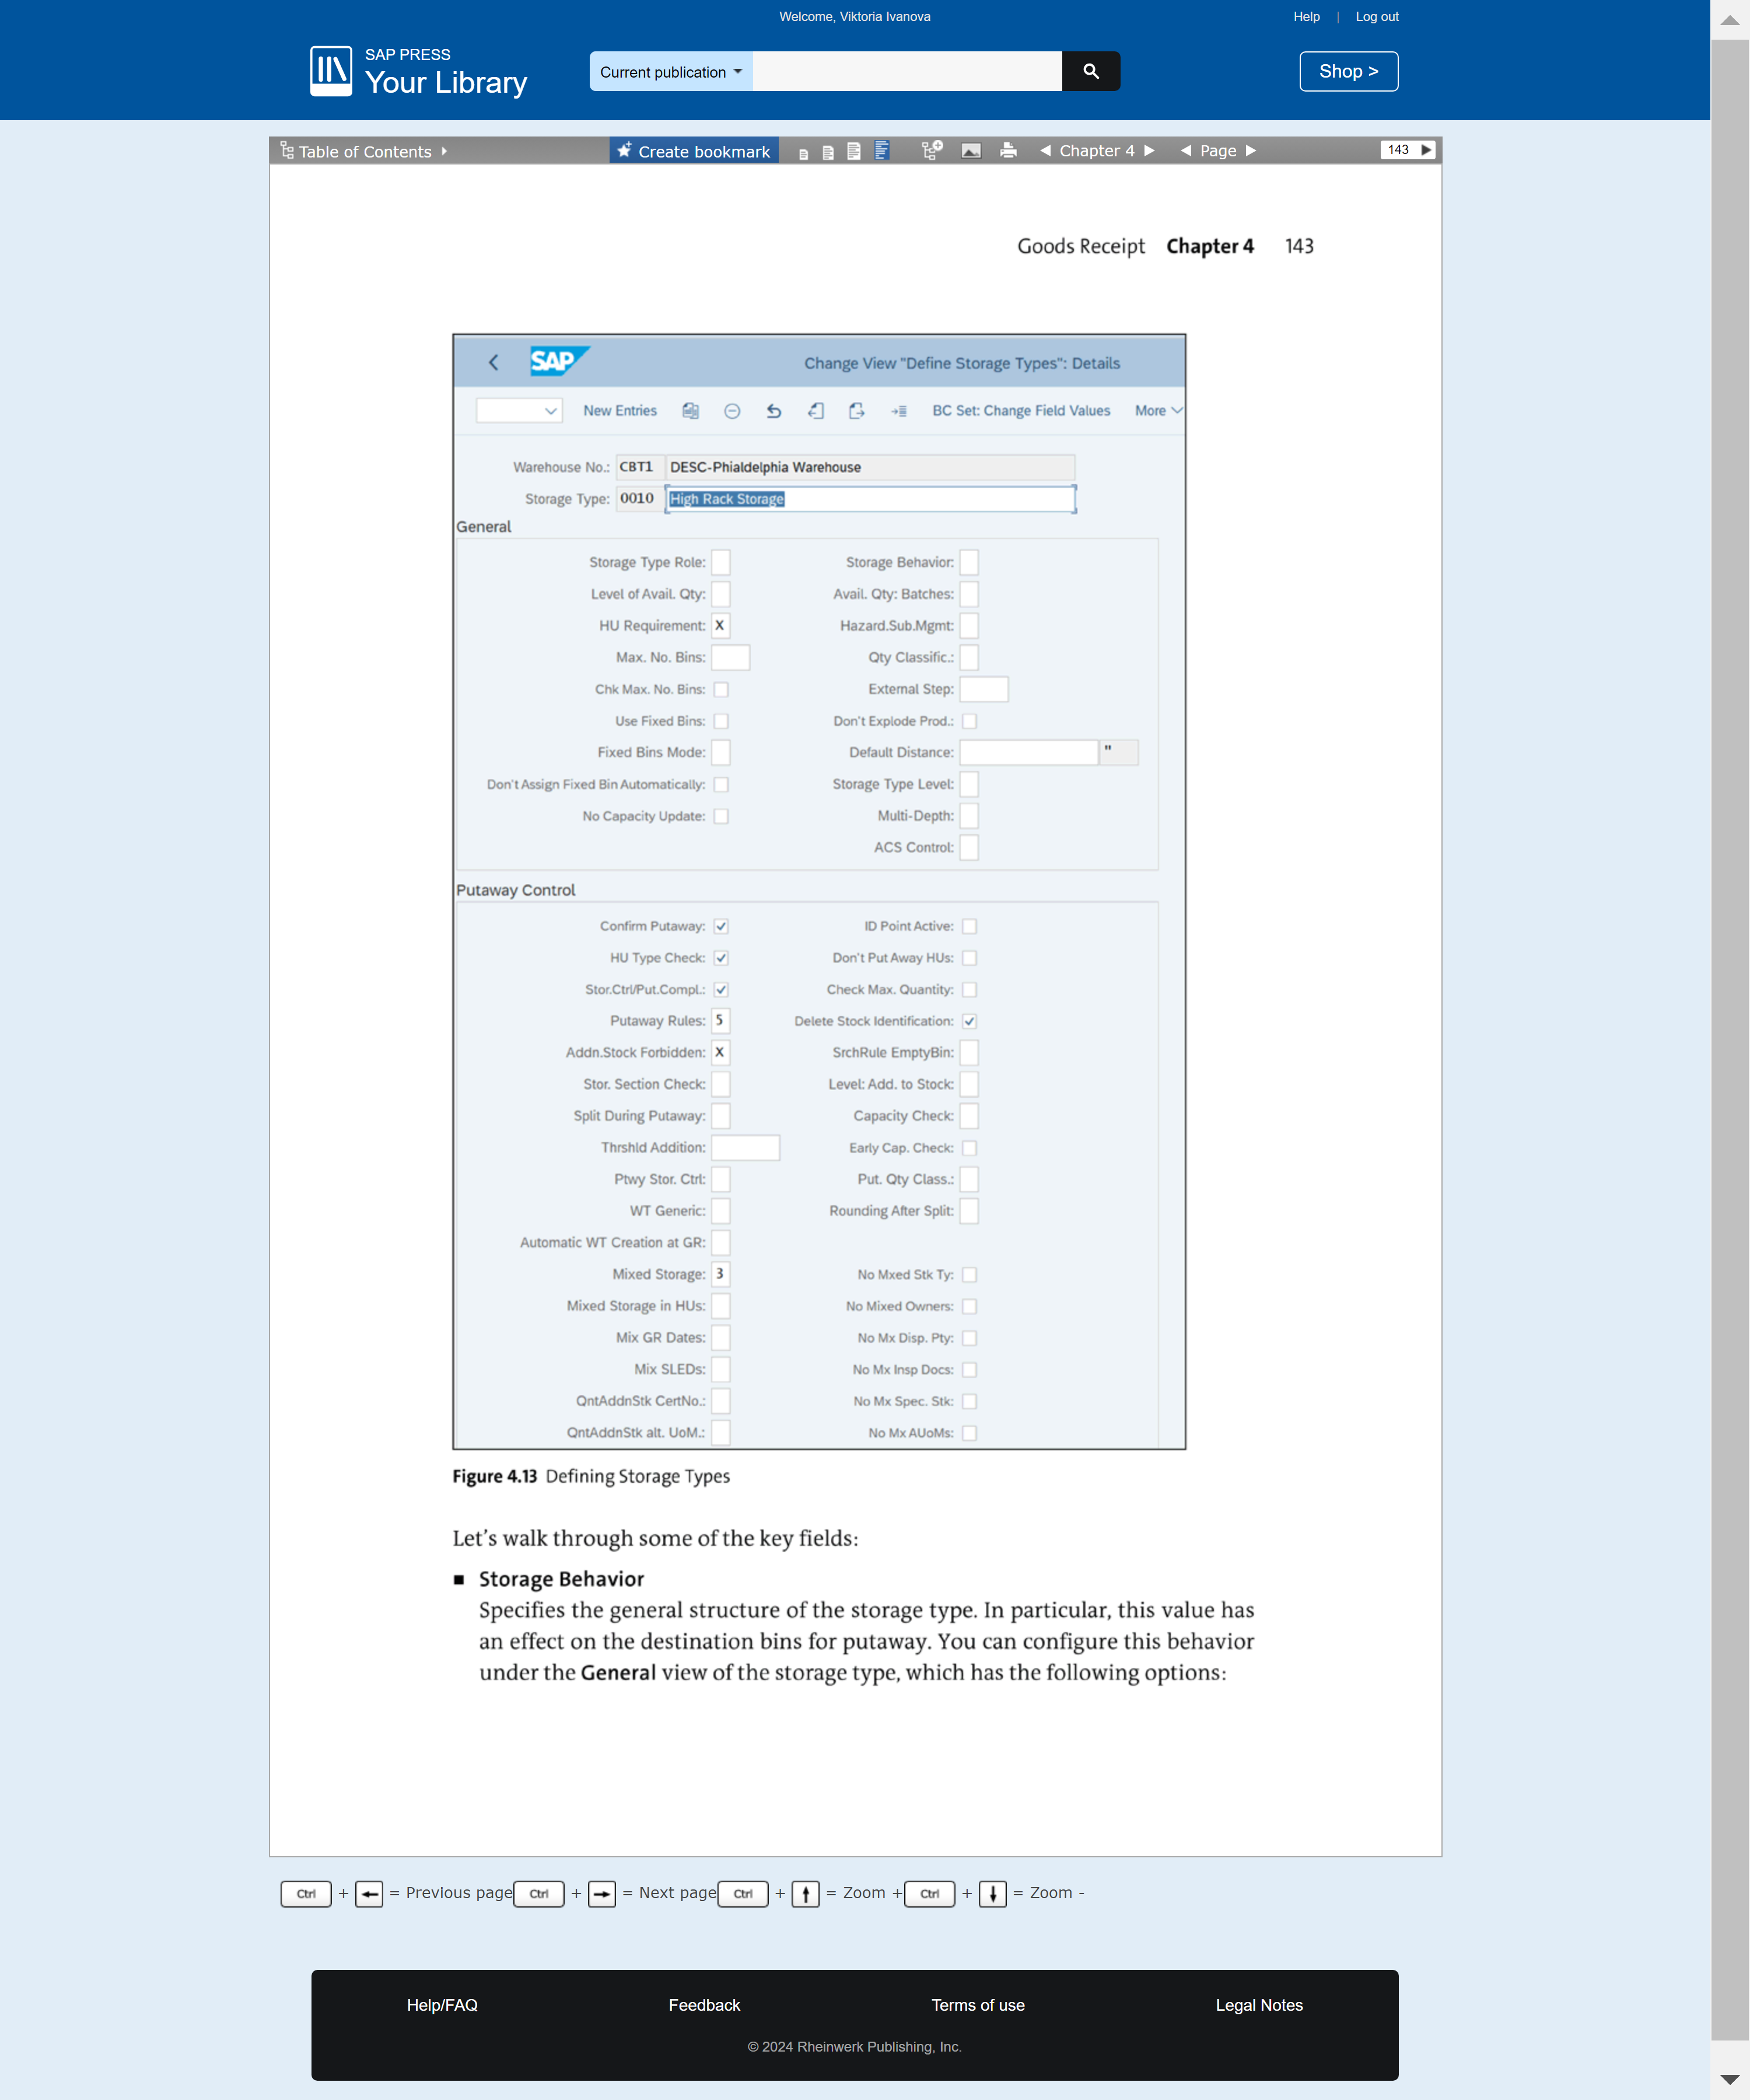 Welcome, Viktoria Ivanova
Help | Log out
SAP PRESS
Your Library
Current publication
Shop >
Table of Contents
Create bookmark
Chapter 4
Page
143
Goods Receipt Chapter 4 143
SAP
Change View "Define Storage Types": Details
New Entries
BC Set: Change Field Values
More
Warehouse No.: CBT1 DESC-Phialdelphia Warehouse
Storage Type: 0010 High Rack Storage
General
Storage Type Role: Storage Behavior:
Level of Avail. Qty: Avail. Qty: Batches:
HU Requirement: X Hazard.Sub.Mgmt:
Max. No. Bins: Qty Classific.:
Chk Max. No. Bins: External Step:
Use Fixed Bins: Don't Explode Prod.:
Fixed Bins Mode: Default Distance: "
Don't Assign Fixed Bin Automatically: Storage Type Level:
No Capacity Update: Multi-Depth:
ACS Control:
Putaway Control
Confirm Putaway: ID Point Active:
HU Type Check: Don't Put Away HUs:
Stor.Ctrl/Put.Compl.: Check Max. Quantity:
Putaway Rules: 5 Delete Stock Identification:
Addn.Stock Forbidden: X SrchRule EmptyBin:
Stor. Section Check: Level: Add. to Stock:
Split During Putaway: Capacity Check:
Thrshld Addition: Early Cap. Check:
Ptwy Stor. Ctrl: Put. Qty Class.:
WT Generic: Rounding After Split:
Automatic WT Creation at GR:
Mixed Storage: 3 No Mxed Stk Ty:
Mixed Storage in HUs: No Mixed Owners:
Mix GR Dates: No Mx Disp. Pty:
Mix SLEDs: No Mx Insp Docs:
QntAddnStk CertNo.: No Mx Spec. Stk:
QntAddnStk alt. UoM.: No Mx AUoMs:
Figure 4.13 Defining Storage Types
Let's walk through some of the key fields:
■ Storage Behavior
Specifies the general structure of the storage type. In particular, this value has
an effect on the destination bins for putaway. You can configure this behavior
under the General view of the storage type, which has the following options:
Ctrl + ← = Previous page Ctrl + → = Next page Ctrl + ↑ = Zoom + Ctrl + ↓ = Zoom -
Help/FAQ Feedback Terms of use Legal Notes
© 2024 Rheinwerk Publishing, Inc.